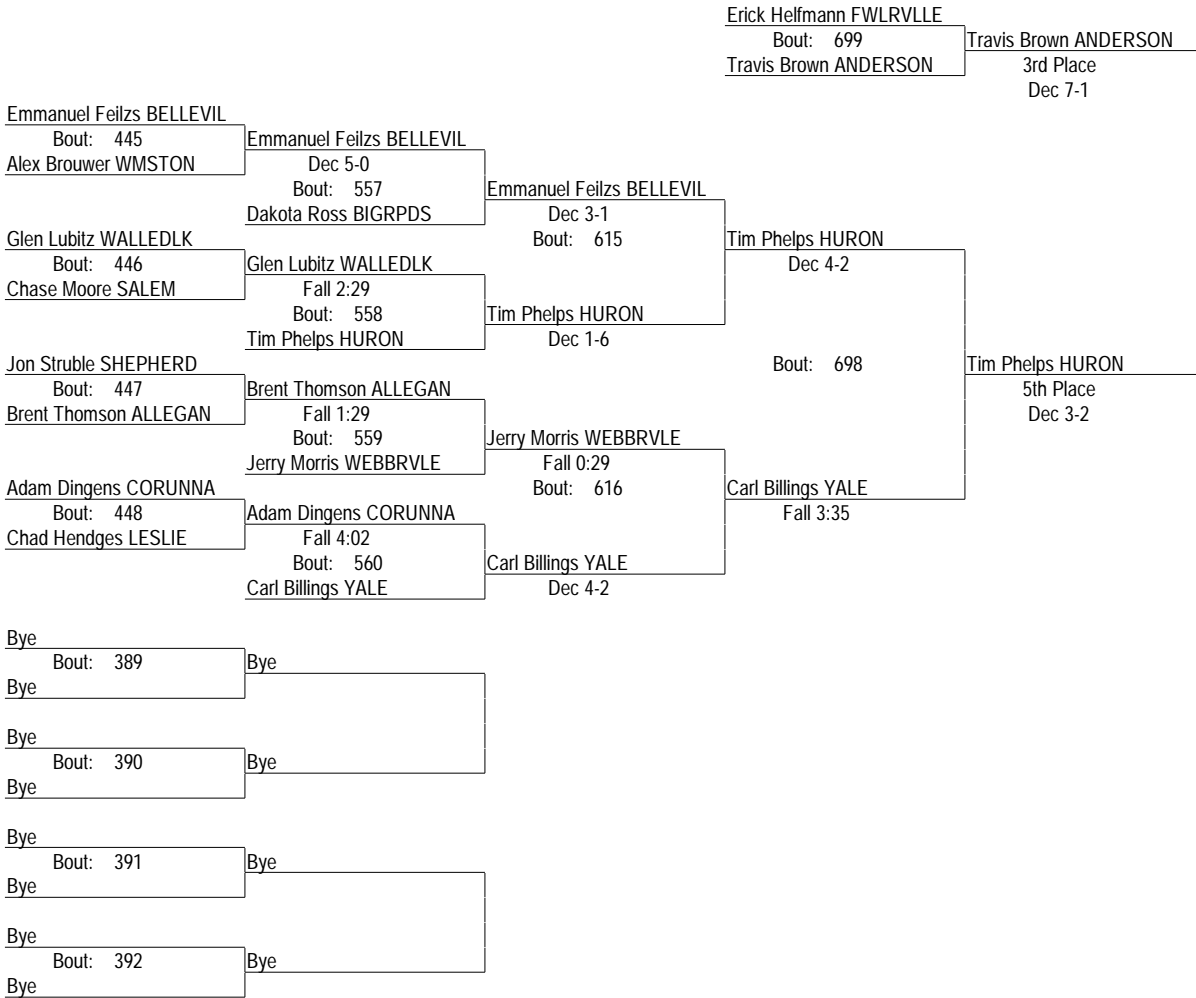 Erick Helfmann FWLRVLLE
Bout: 699
Travis Brown ANDERSON
Travis Brown ANDERSON
3rd Place
Dec 7-1
Emmanuel Feilzs BELLEVIL
Bout: 445
Alex Brouwer WMSTON
Emmanuel Feilzs BELLEVIL
Dec 5-0
Bout: 557
Dakota Ross BIGRPDS
Emmanuel Feilzs BELLEVIL
Dec 3-1
Bout: 615
Glen Lubitz WALLEDLK
Bout: 446
Chase Moore SALEM
Glen Lubitz WALLEDLK
Fall 2:29
Bout: 558
Tim Phelps HURON
Tim Phelps HURON
Dec 1-6
Tim Phelps HURON
Dec 4-2
Bout: 698
Tim Phelps HURON
5th Place
Dec 3-2
Jon Struble SHEPHERD
Bout: 447
Brent Thomson ALLEGAN
Brent Thomson ALLEGAN
Fall 1:29
Bout: 559
Jerry Morris WEBBRVLE
Jerry Morris WEBBRVLE
Fall 0:29
Bout: 616
Adam Dingens CORUNNA
Bout: 448
Chad Hendges LESLIE
Adam Dingens CORUNNA
Fall 4:02
Bout: 560
Carl Billings YALE
Carl Billings YALE
Dec 4-2
Carl Billings YALE
Fall 3:35
Bye
Bout: 389
Bye
Bye
Bye
Bout: 390
Bye
Bye
Bye
Bout: 391
Bye
Bye
Bye
Bout: 392
Bye
Bye